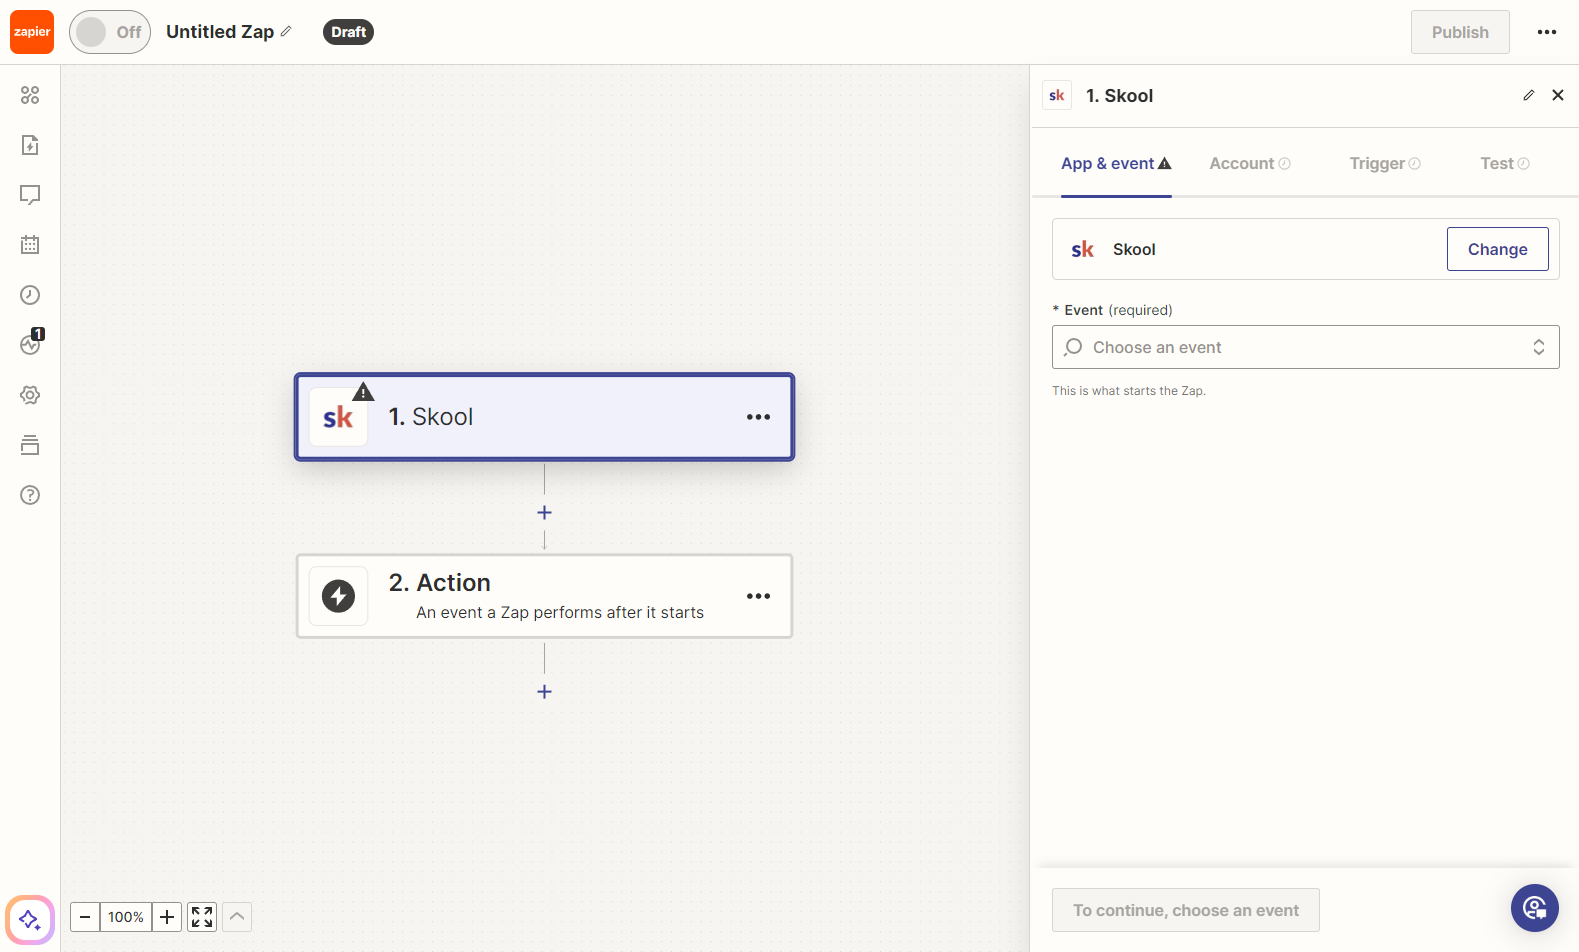 zapier
Off
Untitled Zap
Draft
Publish
1
sk
1. Skool
App & event
Account
Trigger
Test
sk
Skool
Change
* Event (required)
Choose an event
This is what starts the Zap.
sk
1. Skool
2. Action
An event a Zap performs after it starts
100%
To continue, choose an event